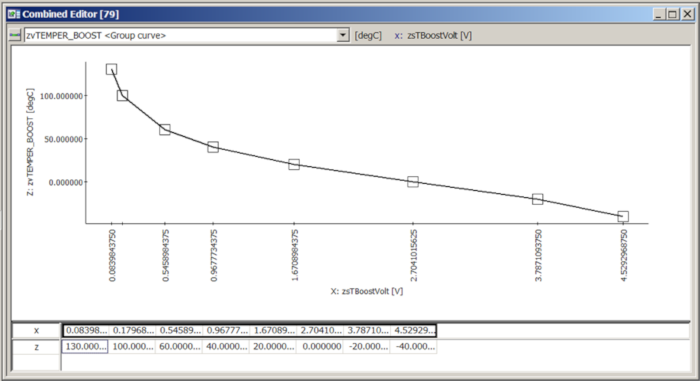 Combined Editor [79]
zvTEMPER_BOOST <Group curve> [degC] x: zsTBoostVolt [V]
Z: zvTEMPER_BOOST [degC]
100.000000
50.000000
0.000000
0.0839843750
0.5458984375
0.9677734375
1.6708984375
2.7041015625
3.7871093750
4.5292968750
X: zsTBoostVolt [V]
x 0.08398... 0.17968... 0.54589... 0.96777... 1.67089... 2.70410... 3.78710... 4.52929...
z 130.000... 100.000... 60.0000... 40.0000... 20.0000... 0.000000 -20.000... -40.000...